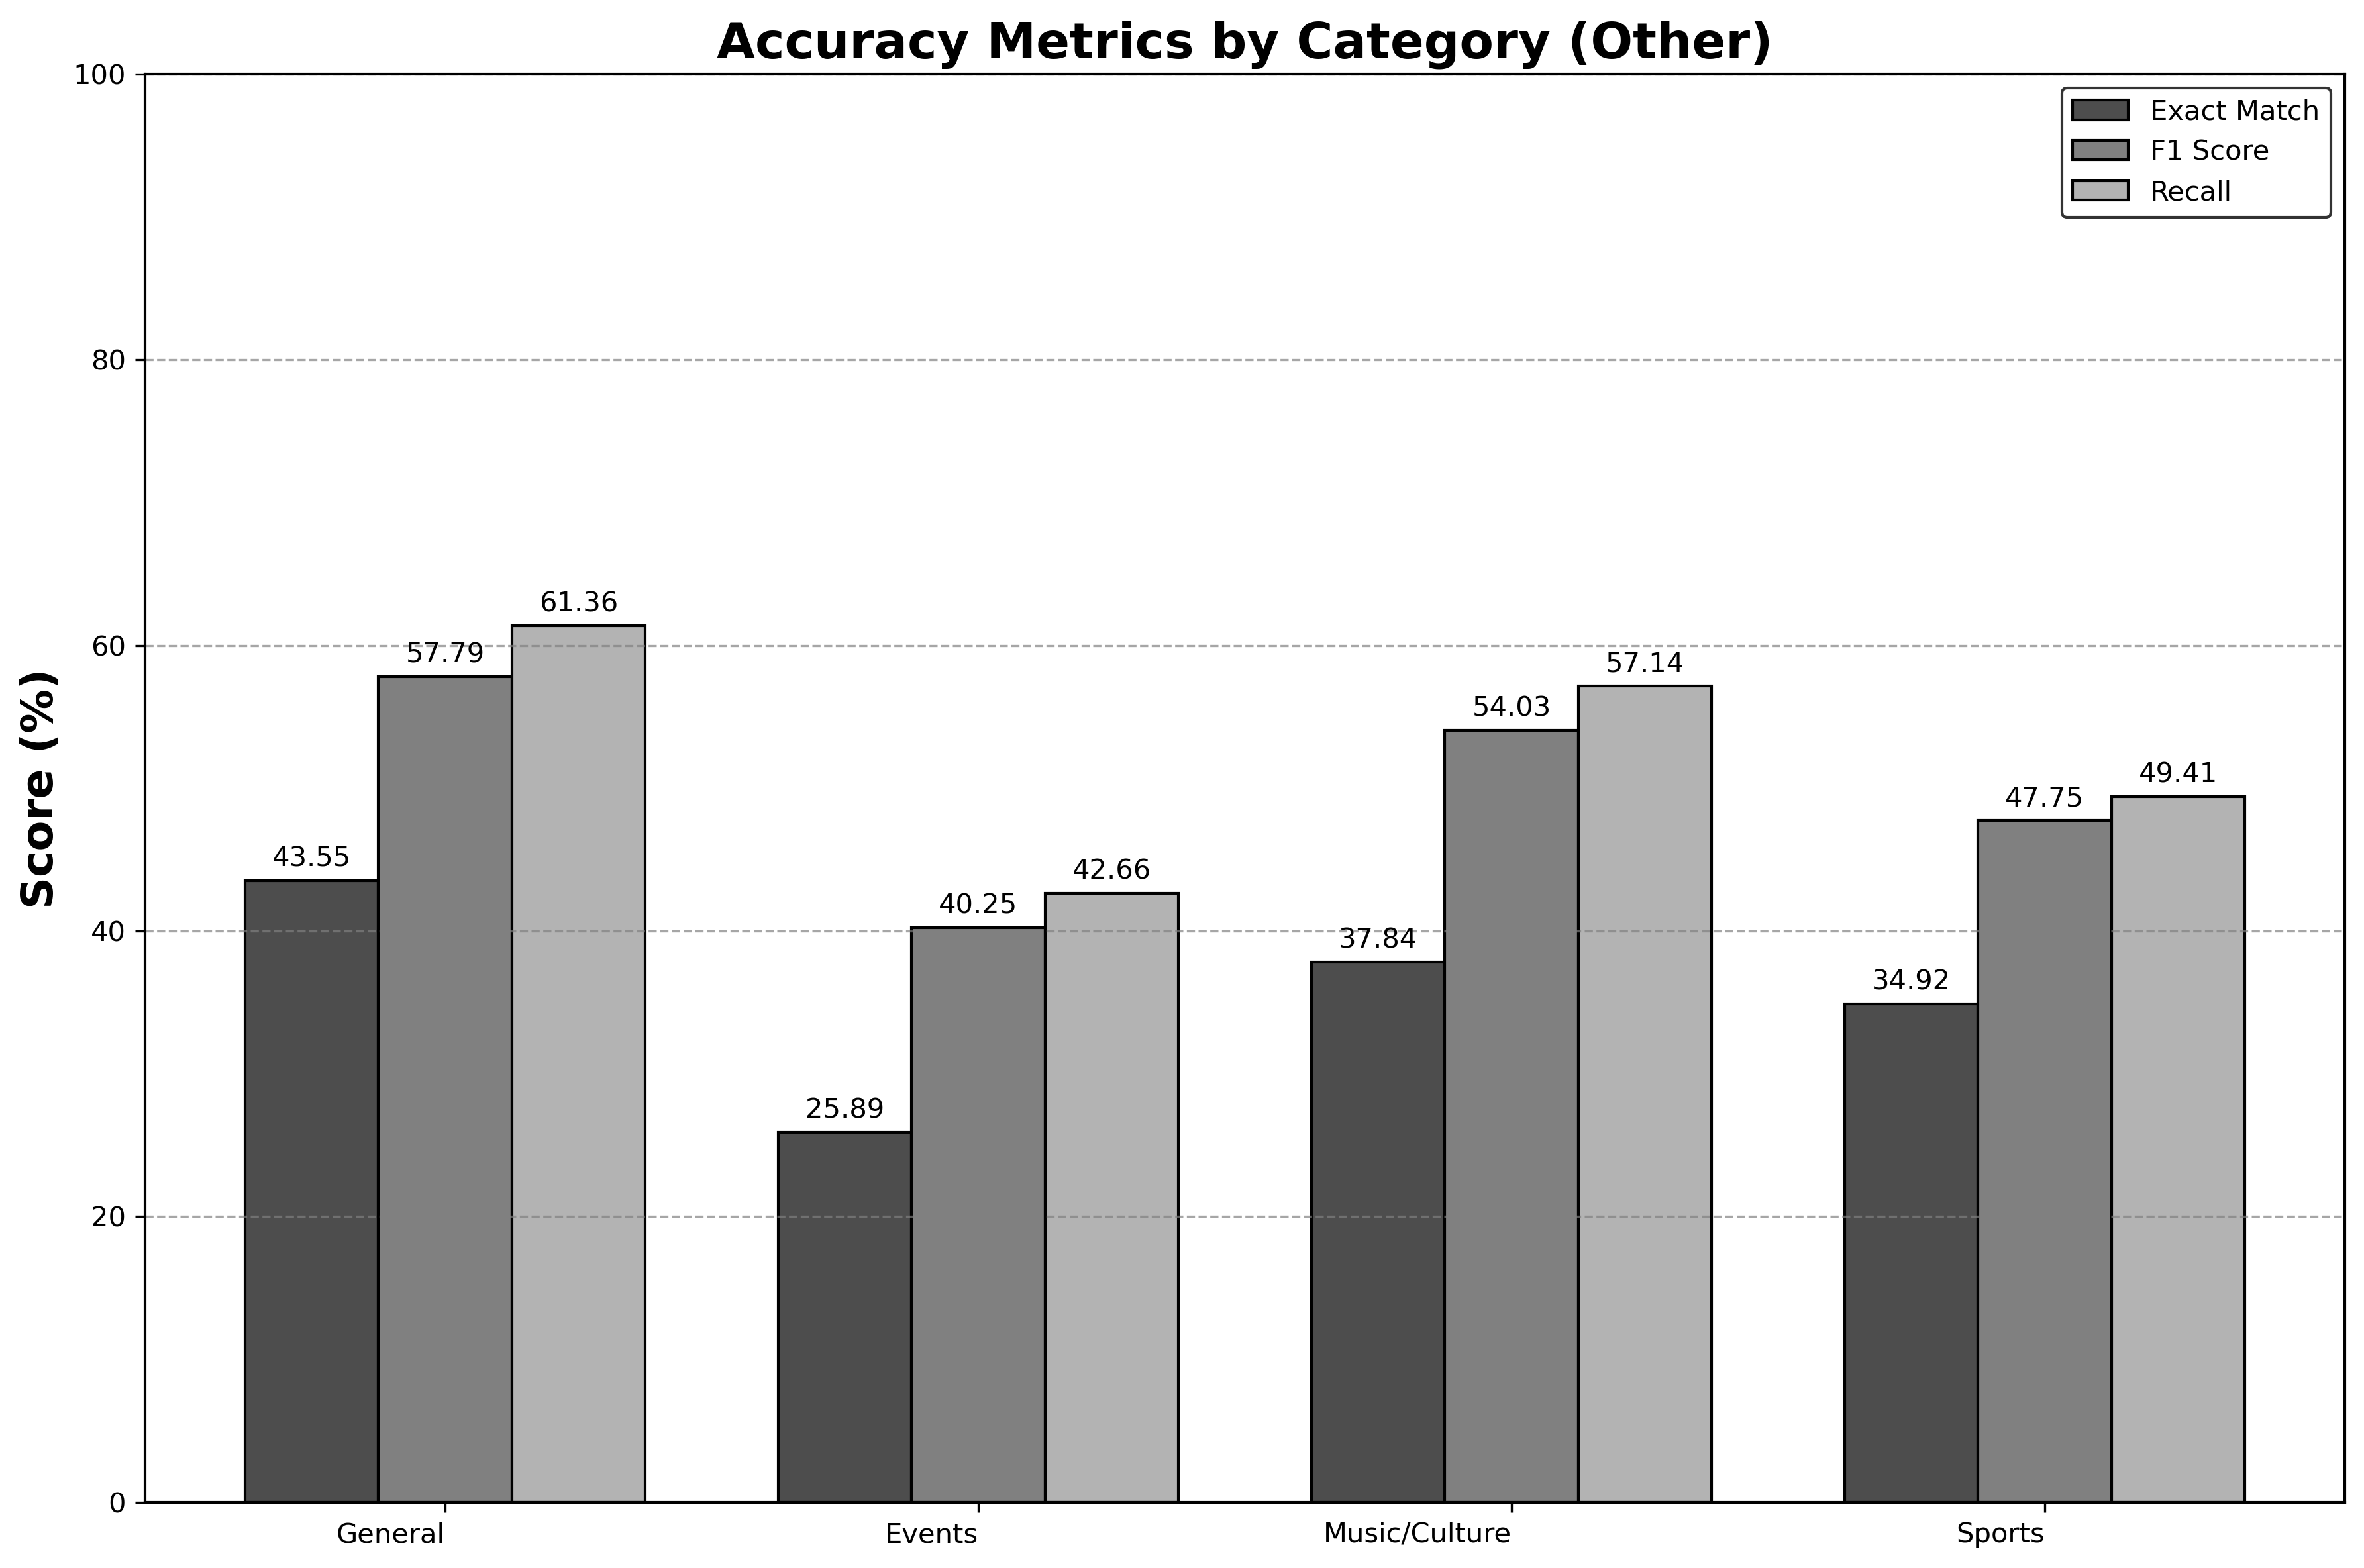 Accuracy Metrics by Category (Other)
Exact Match
F1 Score
Recall
Score (%)
100
80
60
40
20
0
43.55
57.79
61.36
25.89
40.25
42.66
37.84
54.03
57.14
34.92
47.75
49.41
General
Events
Music/Culture
Sports